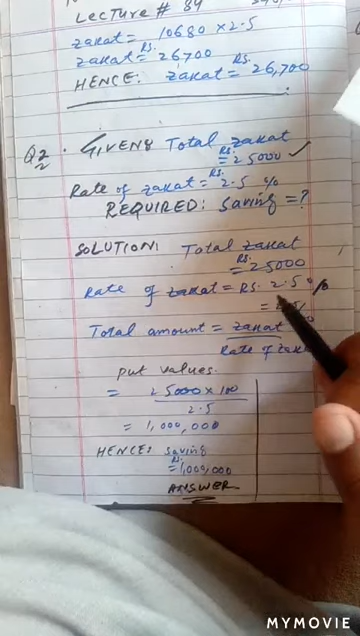 LECTURE # 89
zakat = 10680 × 2.5
zakat = Rs. 26700
HENCE: zakat = Rs. 26,700
Q2 GIVEN: Total zakat
= Rs. 25000 ✓
Rate of zakat = Rs. 2.5 %
REQUIRED: saving = ?
SOLUTION: Total zakat
= Rs. 25000
Rate of zakat = RS. 2.5 %
Total amount = zakat
Rate of
put values.
= 25000 × 100
2.5
= 1,000,000
HENCE: saving
= Rs. 1,000,000
ANSWER
MYMOVIE